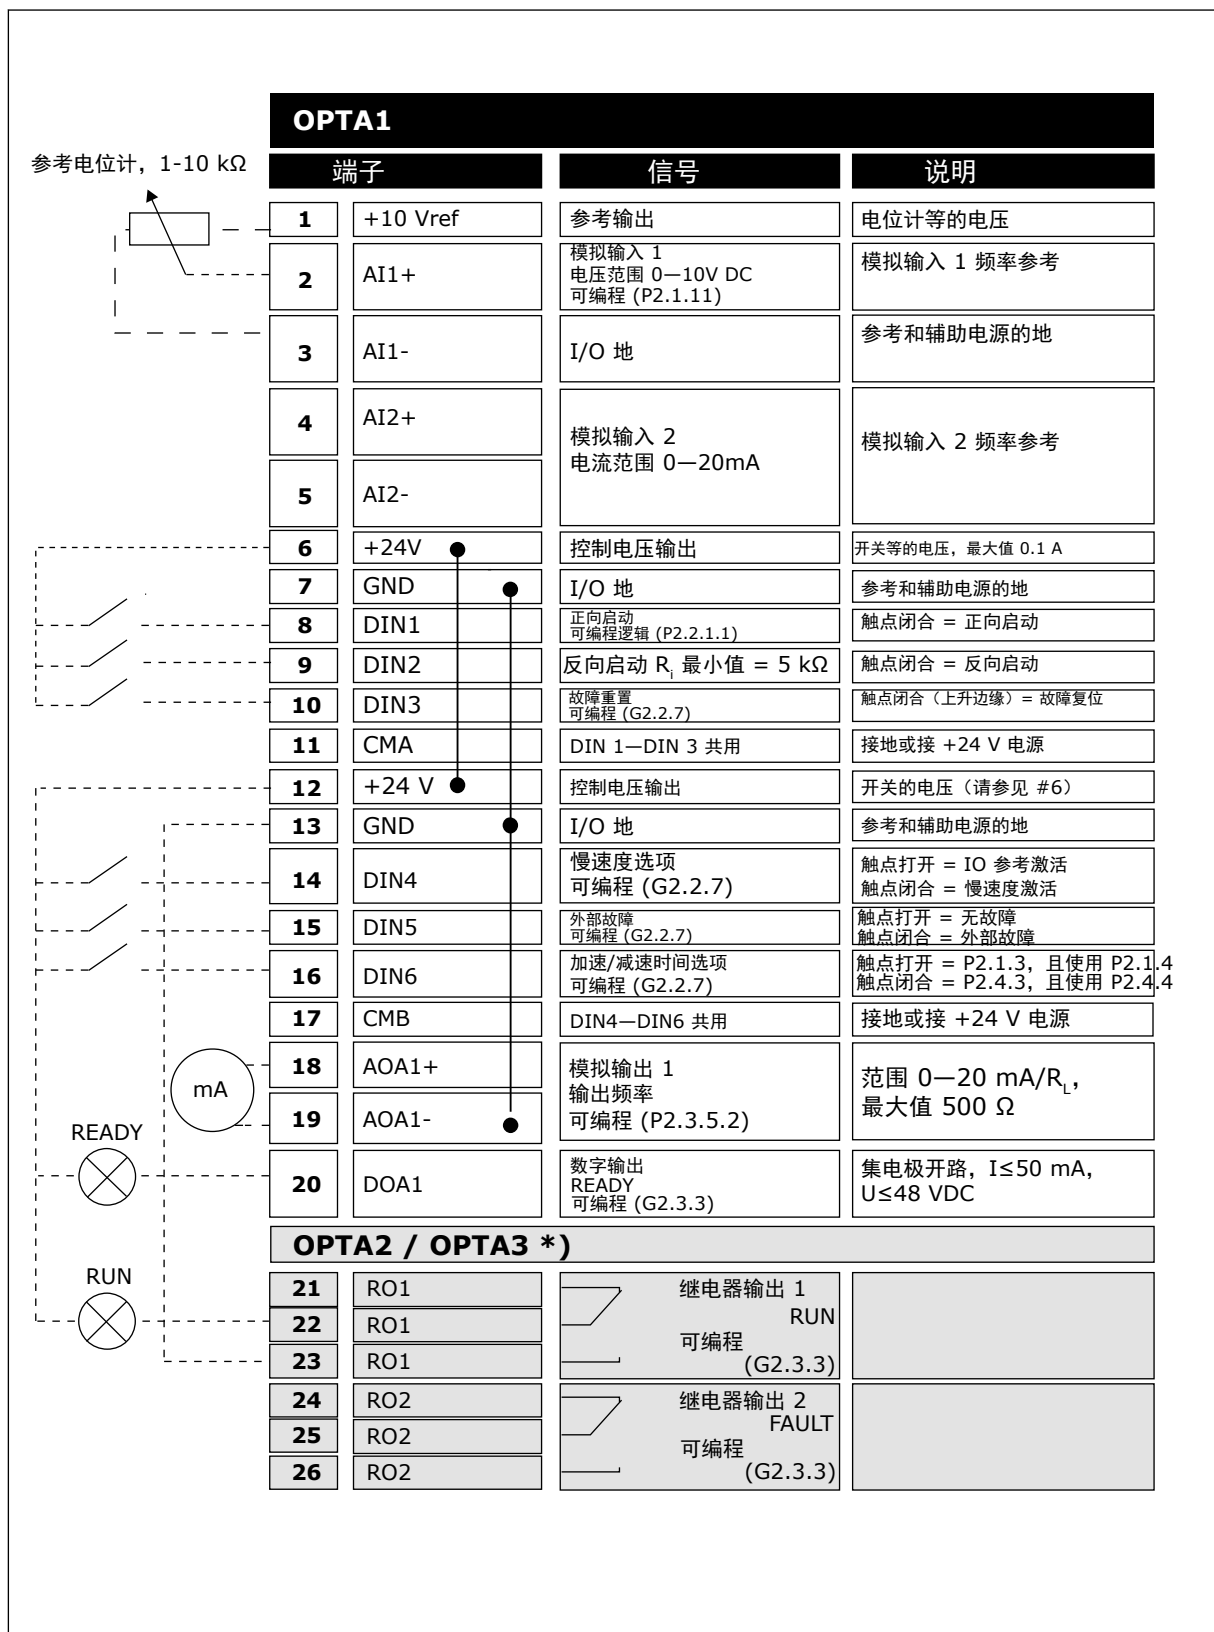 OPTA1
参考电位计，1-10 kΩ
端子
信号
说明
1
+10 Vref
参考输出
电位计等的电压
2
AI1+
模拟输入 1
电压范围 0—10V DC
可编程 (P2.1.11)
模拟输入 1 频率参考
3
AI1-
I/O 地
参考和辅助电源的地
4
AI2+
模拟输入 2
电流范围 0—20mA
模拟输入 2 频率参考
5
AI2-
6
+24V
控制电压输出
开关等的电压，最大值 0.1 A
7
GND
I/O 地
参考和辅助电源的地
8
DIN1
正向启动
可编程逻辑 (P2.2.1.1)
触点闭合 = 正向启动
9
DIN2
反向启动 Ri 最小值 = 5 kΩ
触点闭合 = 反向启动
10
DIN3
故障重置
可编程 (G2.2.7)
触点闭合（上升边缘）= 故障复位
11
CMA
DIN 1—DIN 3 共用
接地或接 +24 V 电源
12
+24 V
控制电压输出
开关的电压（请参见 #6）
13
GND
I/O 地
参考和辅助电源的地
14
DIN4
慢速度选项
可编程 (G2.2.7)
触点打开 = IO 参考激活
触点闭合 = 慢速度激活
15
DIN5
外部故障
可编程 (G2.2.7)
触点打开 = 无故障
触点闭合 = 外部故障
16
DIN6
加速/减速时间选项
可编程 (G2.2.7)
触点打开 = P2.1.3，且使用 P2.1.4
触点闭合 = P2.4.3，且使用 P2.4.4
17
CMB
DIN4—DIN6 共用
接地或接 +24 V 电源
mA
18
AOA1+
模拟输出 1
输出频率
可编程 (P2.3.5.2)
范围 0—20 mA/RL，
最大值 500 Ω
19
AOA1-
READY
20
DOA1
数字输出
READY
可编程 (G2.3.3)
集电极开路，I≤50 mA，
U≤48 VDC
OPTA2 / OPTA3 *)
RUN
21
RO1
继电器输出 1
RUN
可编程
(G2.3.3)
22
RO1
23
RO1
24
RO2
继电器输出 2
FAULT
可编程
(G2.3.3)
25
RO2
26
RO2